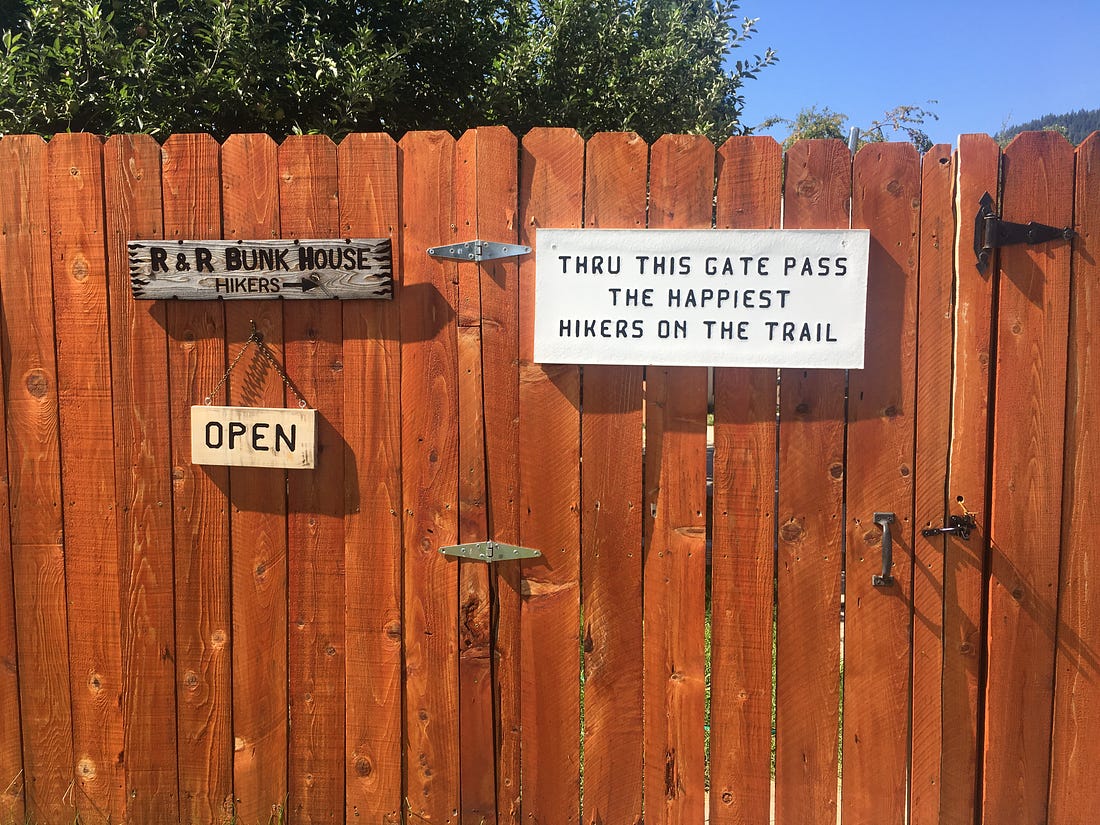 R & R BUNK HOUSE
HIKERS
OPEN
THRU THIS GATE PASS
THE HAPPIEST
HIKERS ON THE TRAIL